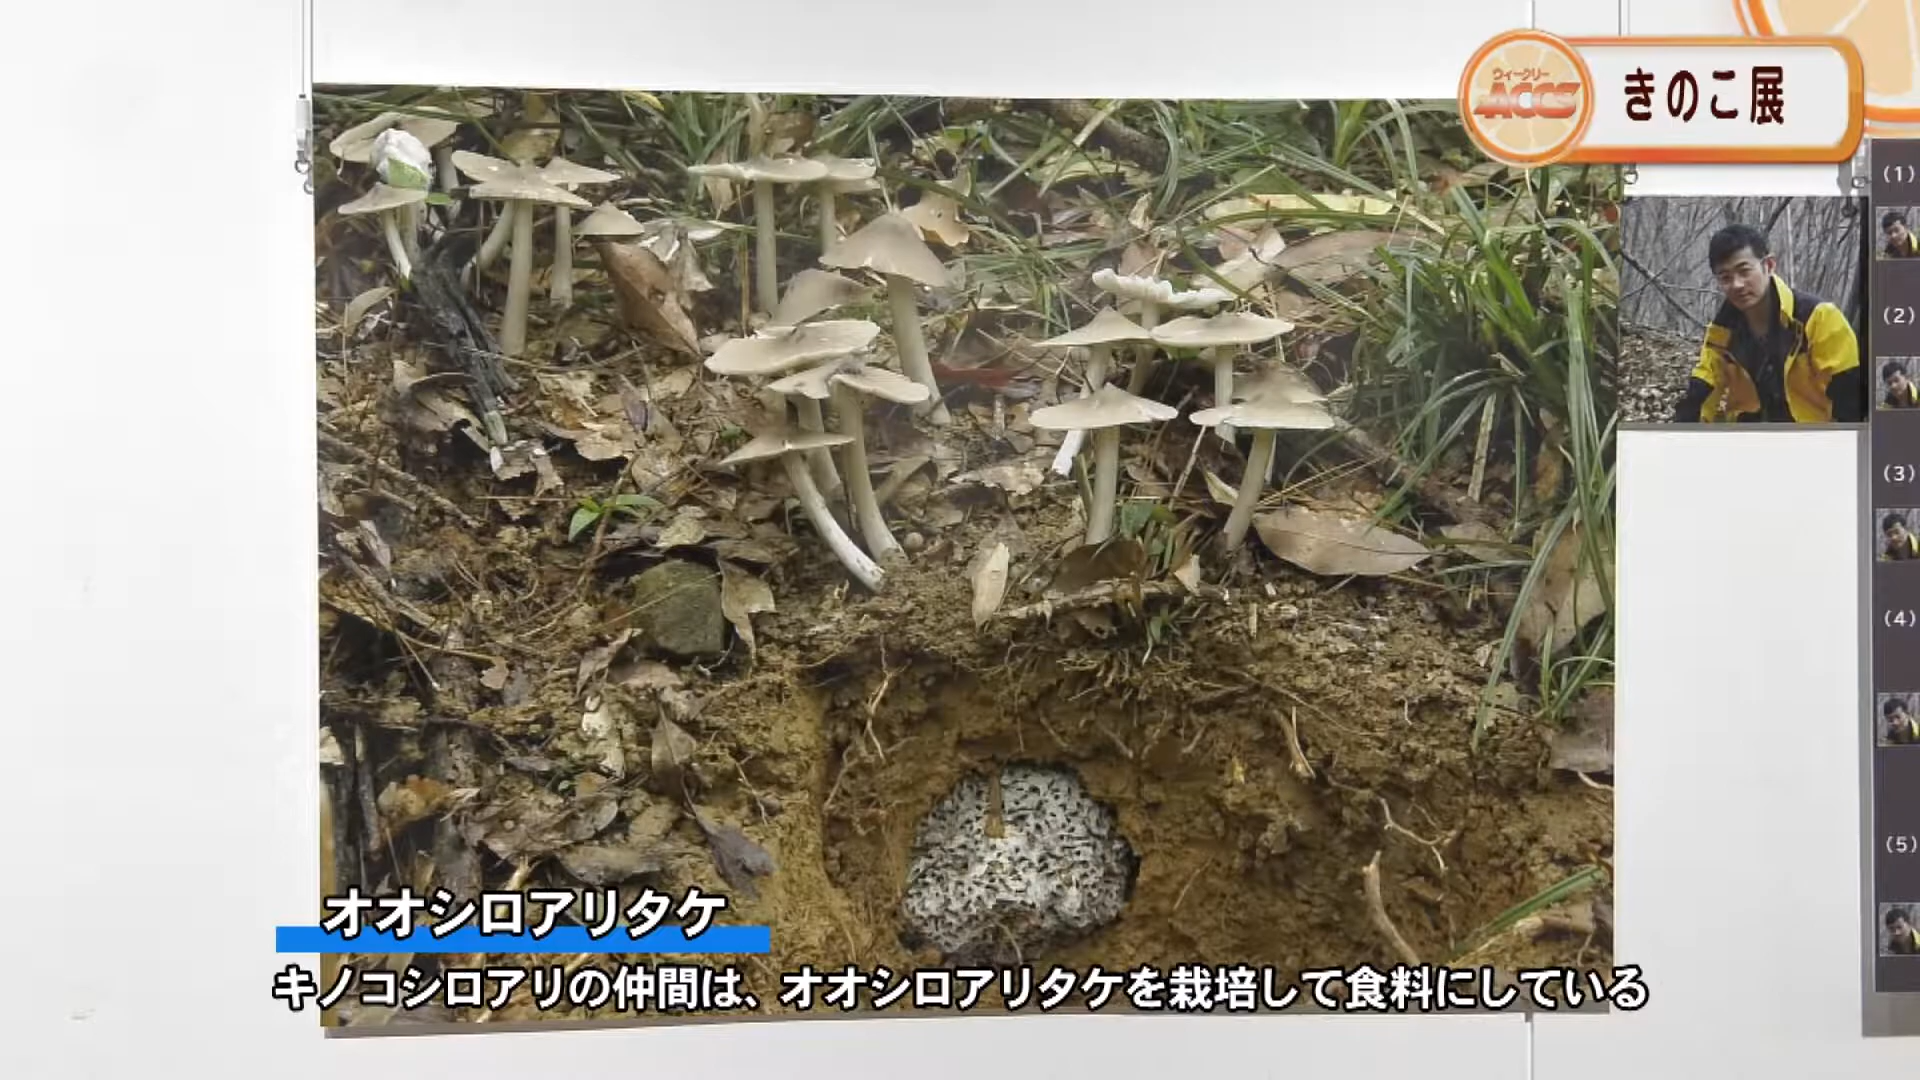 ウィークリー
ACCS
きのこ展
(1)
(2)
(3)
(4)
(5)
オオシロアリタケ
キノコシロアリの仲間は、オオシロアリタケを栽培して食料にしている